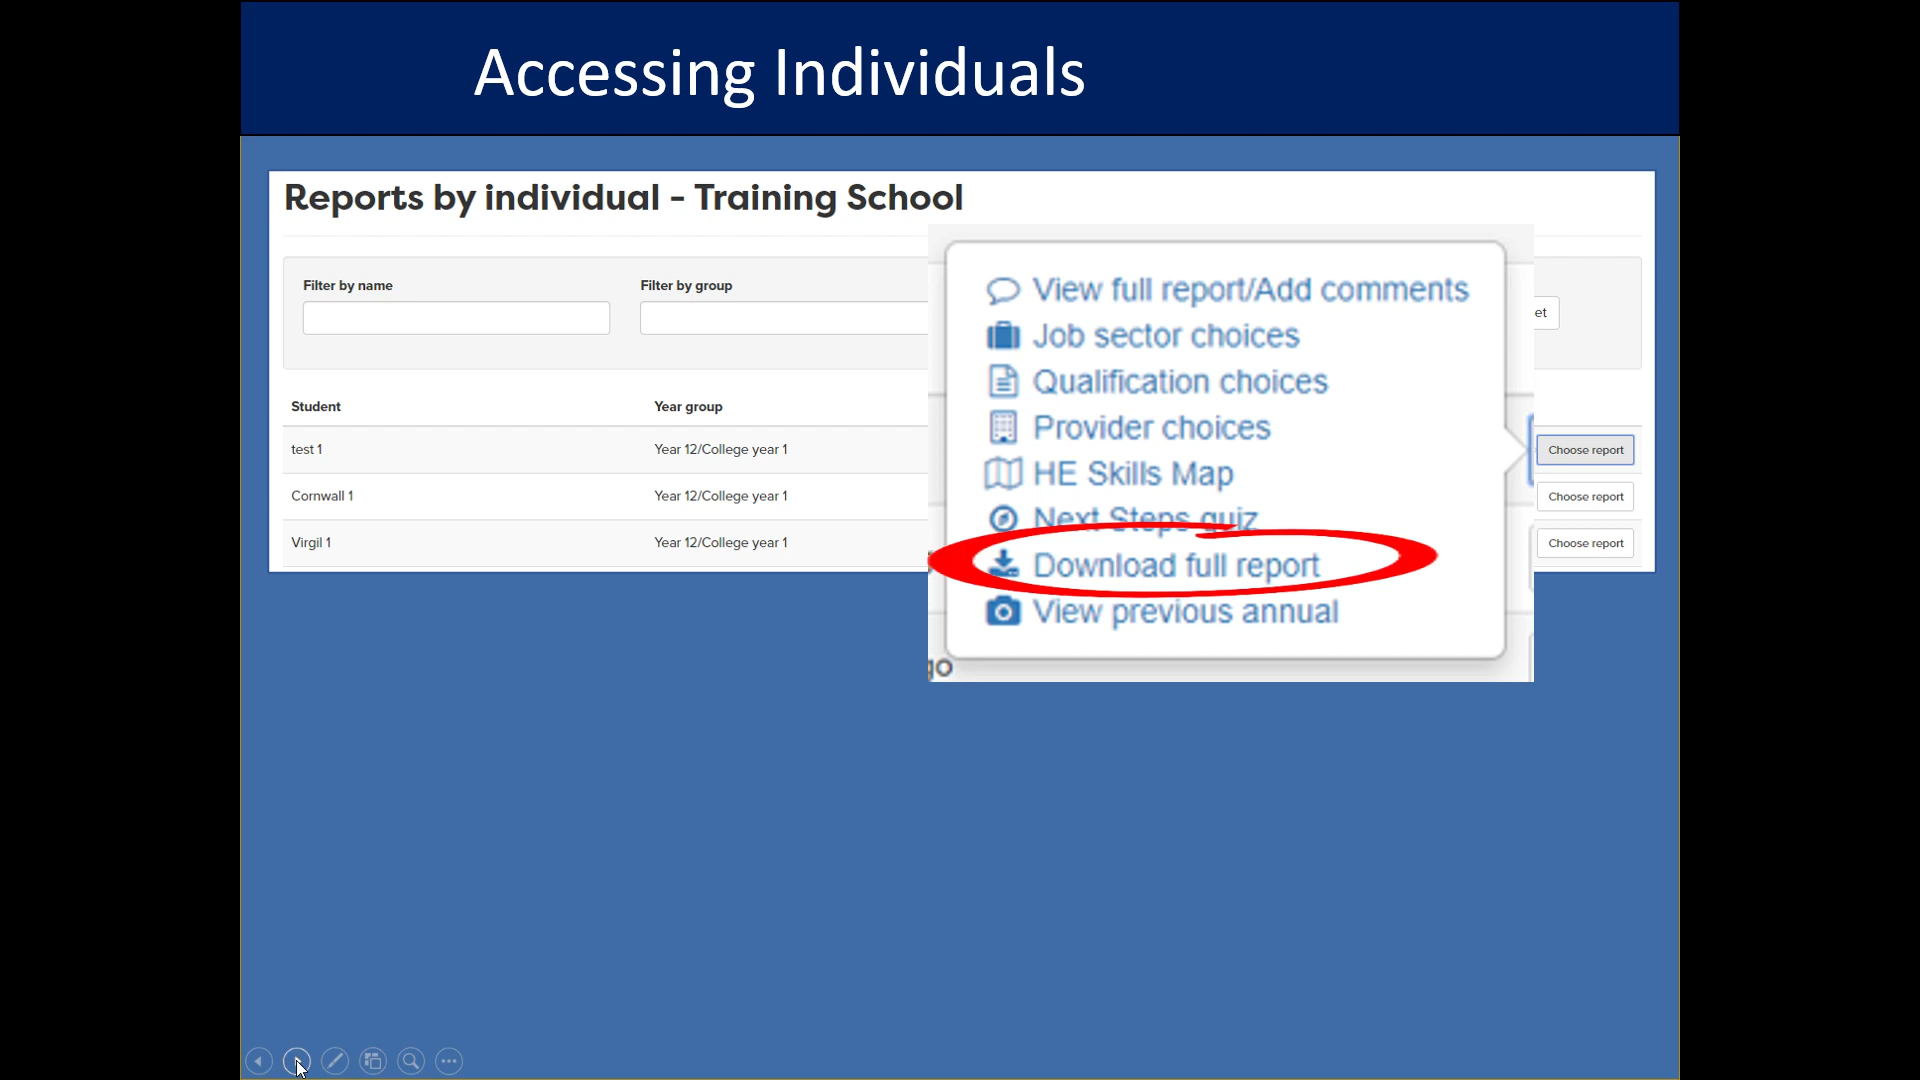 Accessing Individuals
Reports by individual - Training School
Filter by name
Filter by group
et
Student
Year group
test 1
Year 12/College year 1
Choose report
Cornwall 1
Year 12/College year 1
Choose report
Virgil 1
Year 12/College year 1
Choose report
View full report/Add comments
Job sector choices
Qualification choices
Provider choices
HE Skills Map
Next Steps quiz
Download full report
View previous annual
go